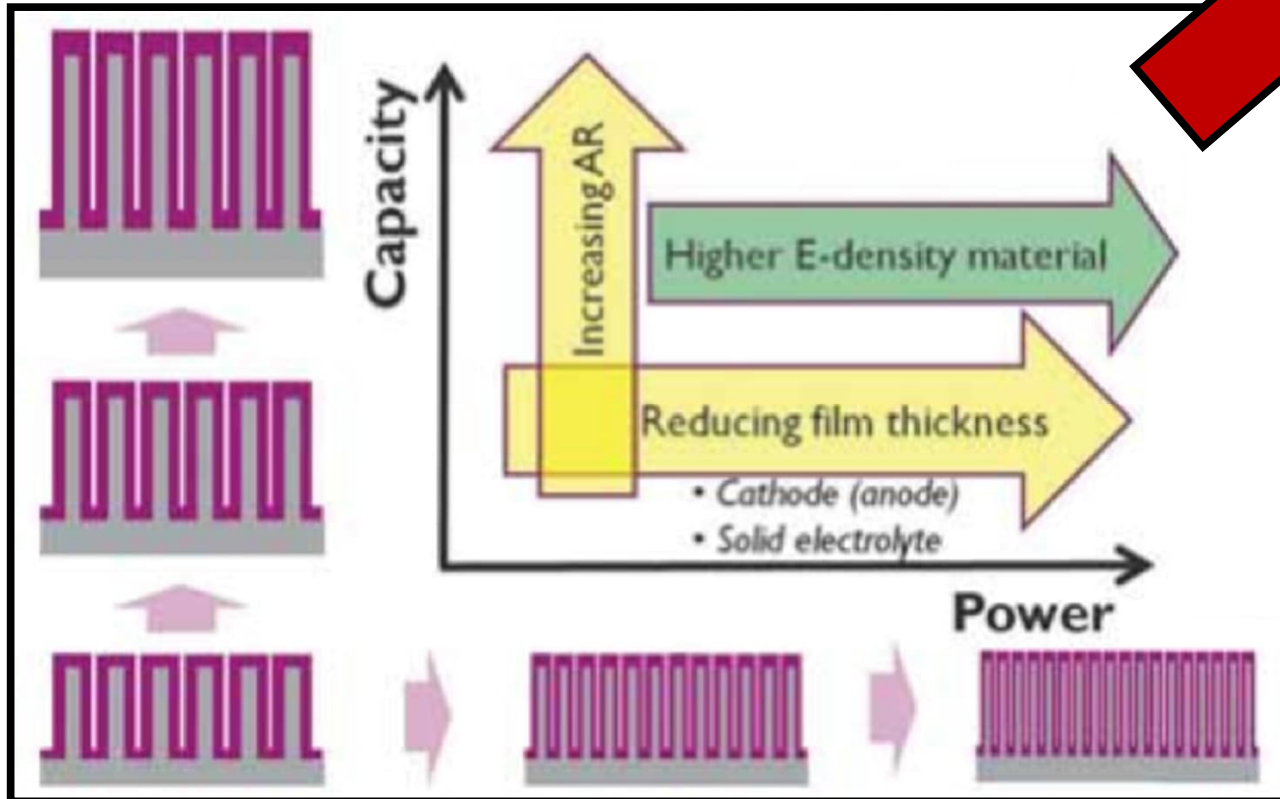 Capacity
Increasing AR
Higher E-density material
Reducing film thickness
• Cathode (anode)
• Solid electrolyte
Power